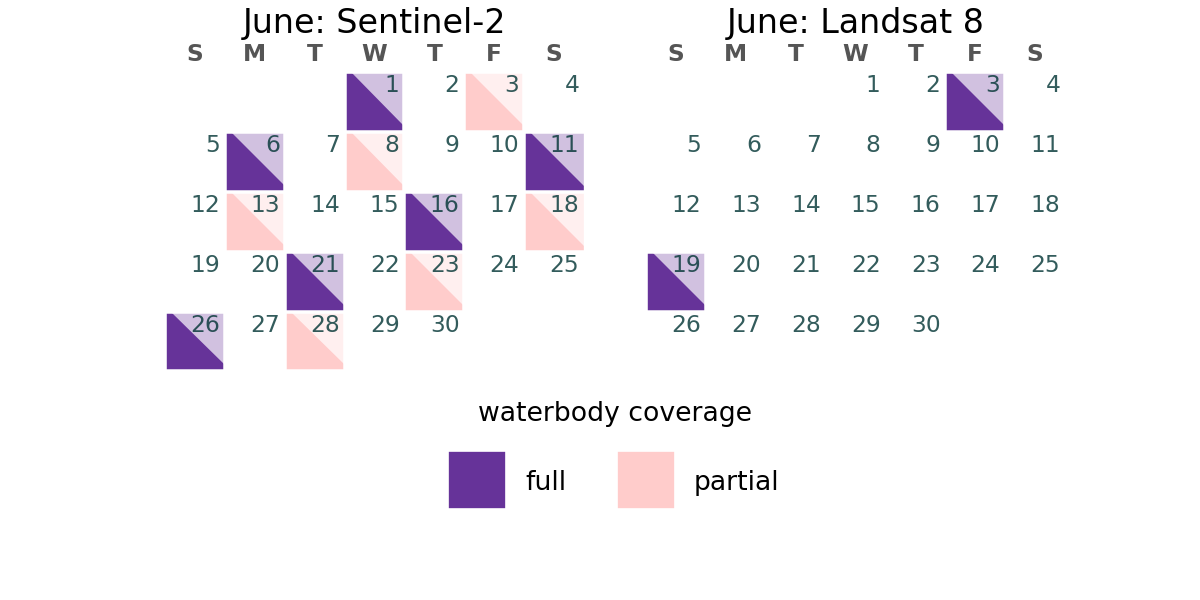 June: Sentinel-2
S M T W T F S
1 2 3 4
5 6 7 8 9 10 11
12 13 14 15 16 17 18
19 20 21 22 23 24 25
26 27 28 29 30
June: Landsat 8
S M T W T F S
1 2 3 4
5 6 7 8 9 10 11
12 13 14 15 16 17 18
19 20 21 22 23 24 25
26 27 28 29 30
waterbody coverage
full partial